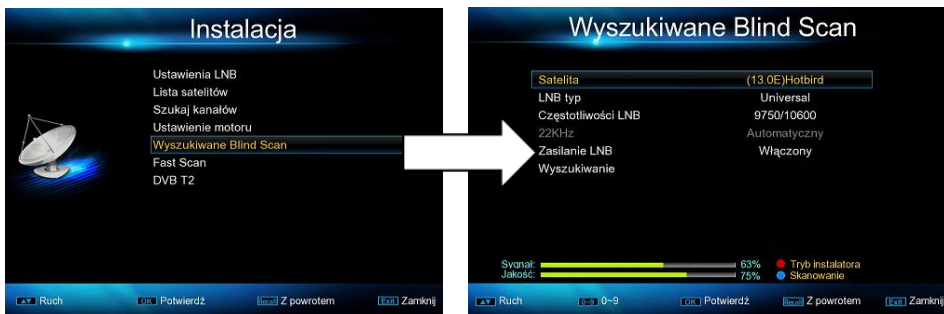 Instalacja
Ustawienia LNB
Lista satelitów
Szukaj kanałów
Ustawienie motoru
Wyszukiwane Blind Scan
Fast Scan
DVB T2
▲▼ Ruch OK Potwierdż Recall Z powrotem Exit Zamknij
Wyszukiwane Blind Scan
Satelita (13.0E)Hotbird
LNB typ Universal
Częstotliwości LNB 9750/10600
22KHz Automatyczny
Zasilanie LNB Włączony
Wyszukiwanie
Sygnał: 63% Tryb instalatora
Jakość: 75% Skanowanie
▲▼ Ruch 0~9 0~9 OK Potwierdż Recall Z powrotem Exit Zamknij